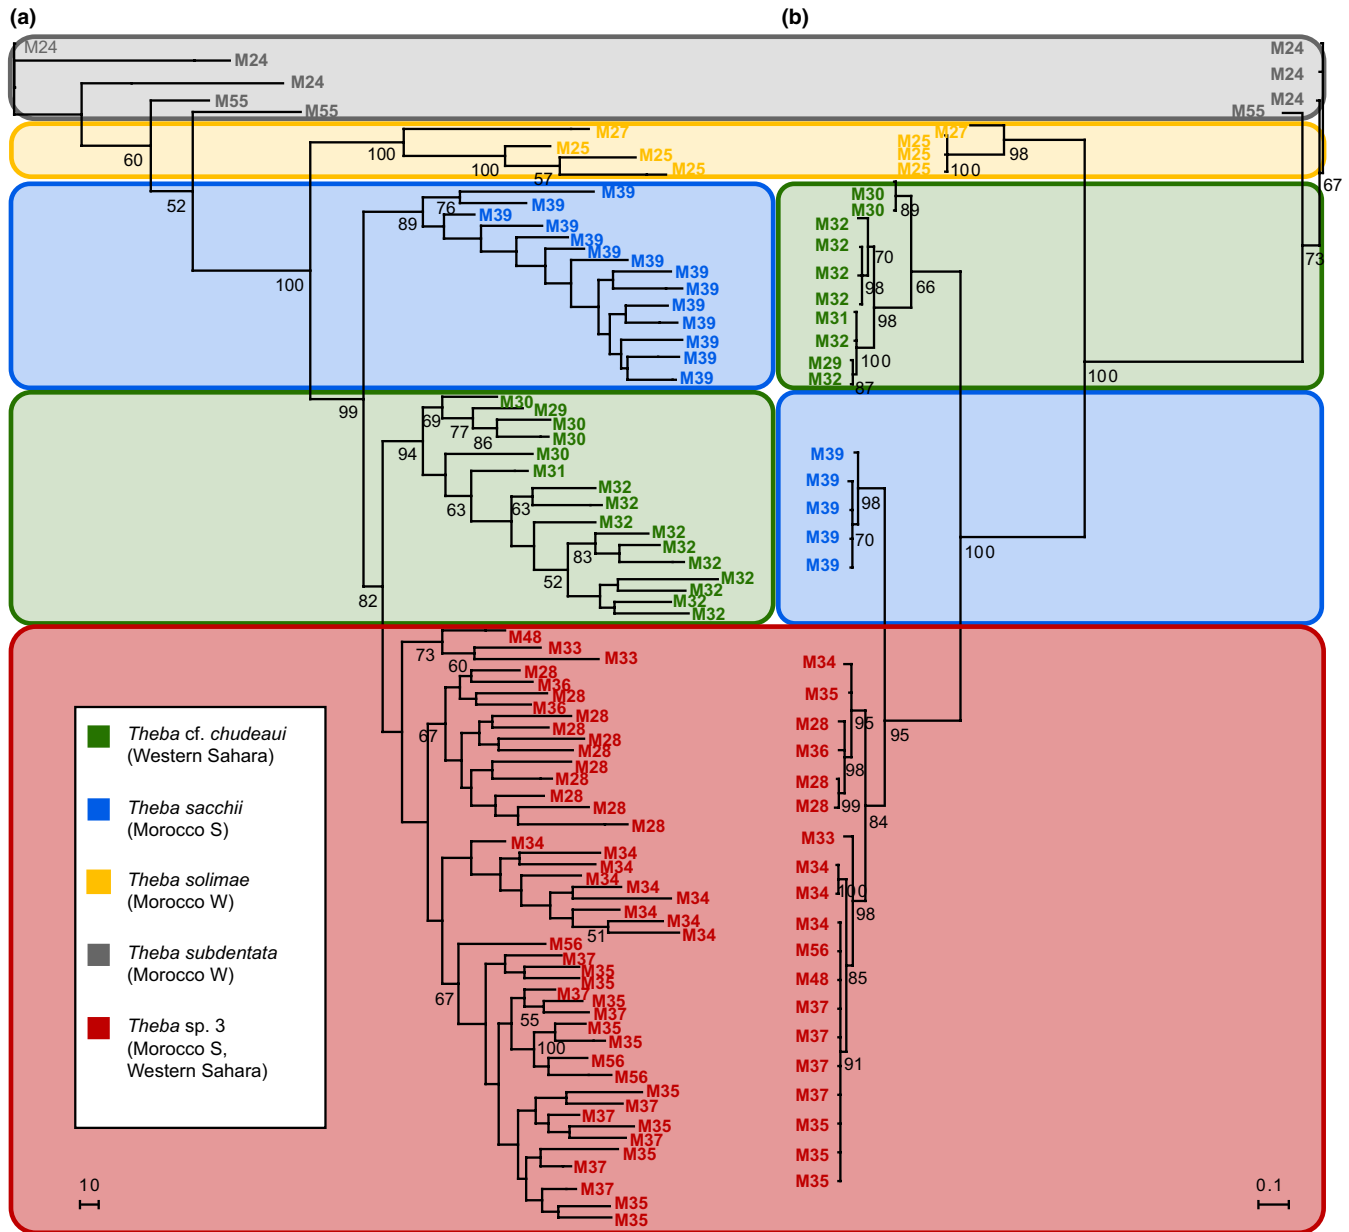 (a)
(b)
M24
M24
M24
M55
M55
60
52
100
M27
M25
M25
M25
100
100
57
M39
M39
M39
M39
M39
M39
M39
M39
M39
M39
M39
M39
M39
M39
76
89
99
M30
M29
M30
M30
M30
M31
M32
M32
M32
M32
M32
M32
M32
M32
M32
M32
69
77
86
94
63
63
83
52
82
M48
M33
M33
M28
M36
M28
M36
M28
M28
M28
M28
M28
M28
M28
M28
M28
73
60
67
M34
M34
M34
M34
M34
M34
M34
M34
M34
51
M56
M37
M35
M35
M37
M35
M37
M35
M35
M56
M56
M35
M37
M37
M35
M37
M35
M37
M37
M35
M35
67
55
100
Theba cf. chudeaui
(Western Sahara)
Theba sacchii
(Morocco S)
Theba solimae
(Morocco W)
Theba subdentata
(Morocco W)
Theba sp. 3
(Morocco S,
Western Sahara)
10
M24
M24
M24
M55
67
73
M27
M25
M25
M25
98
100
M30
M30
M32
M32
M32
M32
M31
M32
M29
M32
89
70
98
66
98
100
87
100
M39
M39
M39
M39
M39
98
70
100
M34
M35
M28
M36
M28
M28
M33
M34
M34
M34
M56
M48
M37
M37
M37
M37
M35
M35
M35
95
95
98
99
84
100
98
85
91
0.1